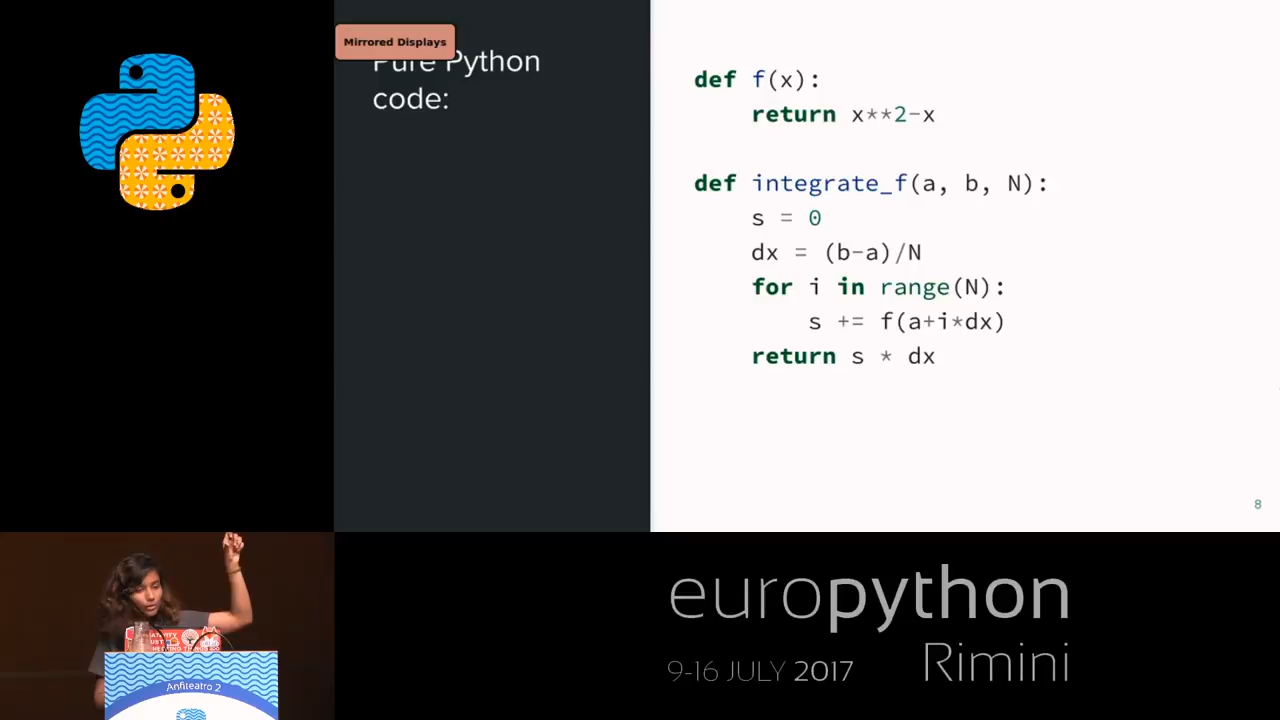 Mirrored Displays
Pure Python
code:
def f(x):
    return x**2-x
def integrate_f(a, b, N):
    s = 0
    dx = (b-a)/N
    for i in range(N):
        s += f(a+i*dx)
    return s * dx
8
Anfiteatro 2
europython
9-16 JULY 2017
Rimini